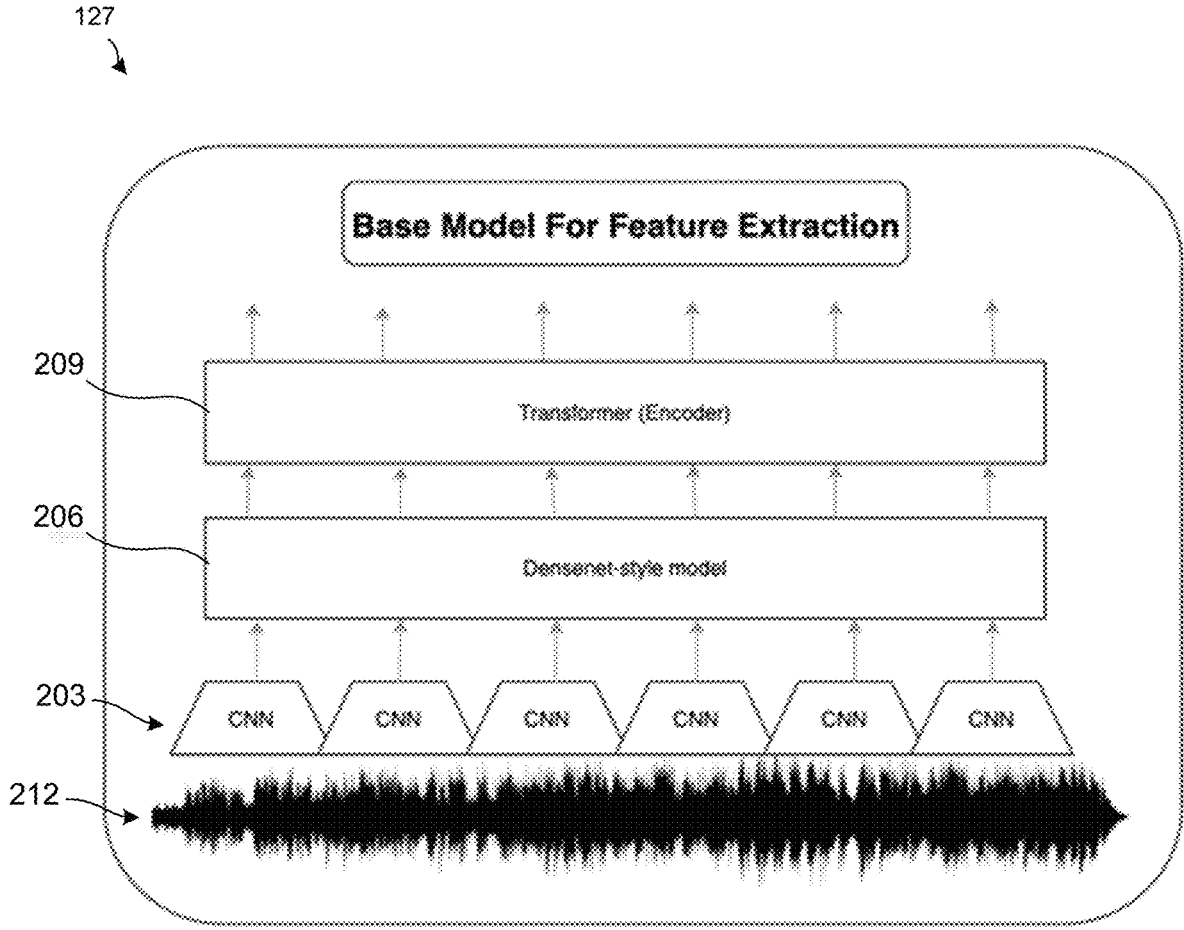 127
Base Model For Feature Extraction
209
Transformer (Encoder)
206
Densenet-style model
203
CNN CNN CNN CNN CNN CNN
212